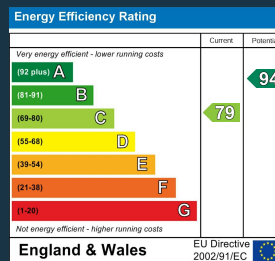 Energy Efficiency Rating
Current
Very energy efficient - lower running costs
(92 plus) A
(81-91) B
(69-80) C
(55-68) D
(39-54) E
(21-38) F
(1-20) G
79
94
Not energy efficient - higher running costs
England & Wales
EU Directive
2002/91/EC